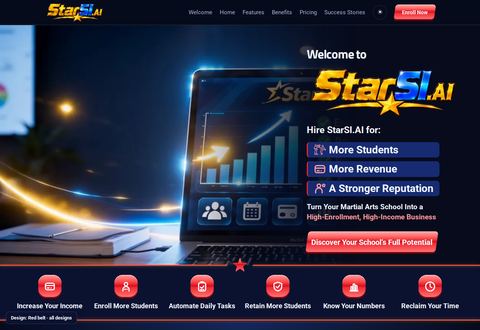 StarSI.AI
Welcome Home Features Benefits Pricing Success Stories
Enroll Now
Welcome to
StarSI.AI
Hire StarSI.AI for:
More Students
More Revenue
A Stronger Reputation
Turn Your Martial Arts School Into a
High-Enrollment, High-Income Business
Discover Your School's Full Potential
Increase Your Income
Enroll More Students
Automate Daily Tasks
Retain More Students
Know Your Numbers
Reclaim Your Time
Design: Red belt - all designs